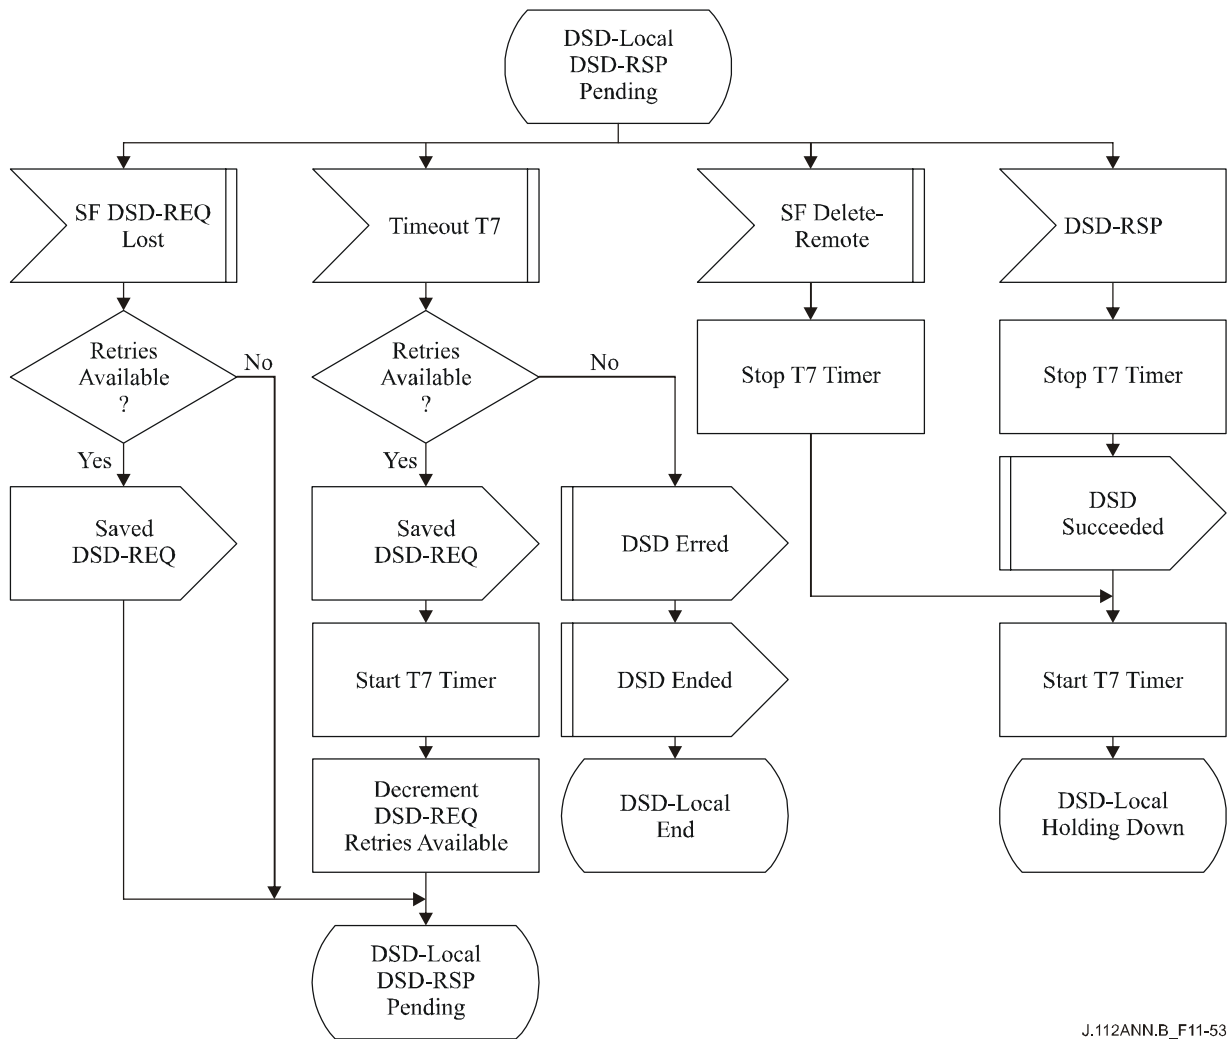 DSD-Local
DSD-RSP
Pending
SF DSD-REQ
Lost
Timeout T7
SF Delete-
Remote
DSD-RSP
Retries
Available
?
No
Retries
Available
?
No
Stop T7 Timer
Stop T7 Timer
Yes
Yes
Saved
DSD-REQ
Saved
DSD-REQ
DSD Erred
DSD
Succeeded
Start T7 Timer
DSD Ended
Start T7 Timer
Decrement
DSD-REQ
Retries Available
DSD-Local
End
DSD-Local
Holding Down
DSD-Local
DSD-RSP
Pending
J.112ANN.B_F11-53